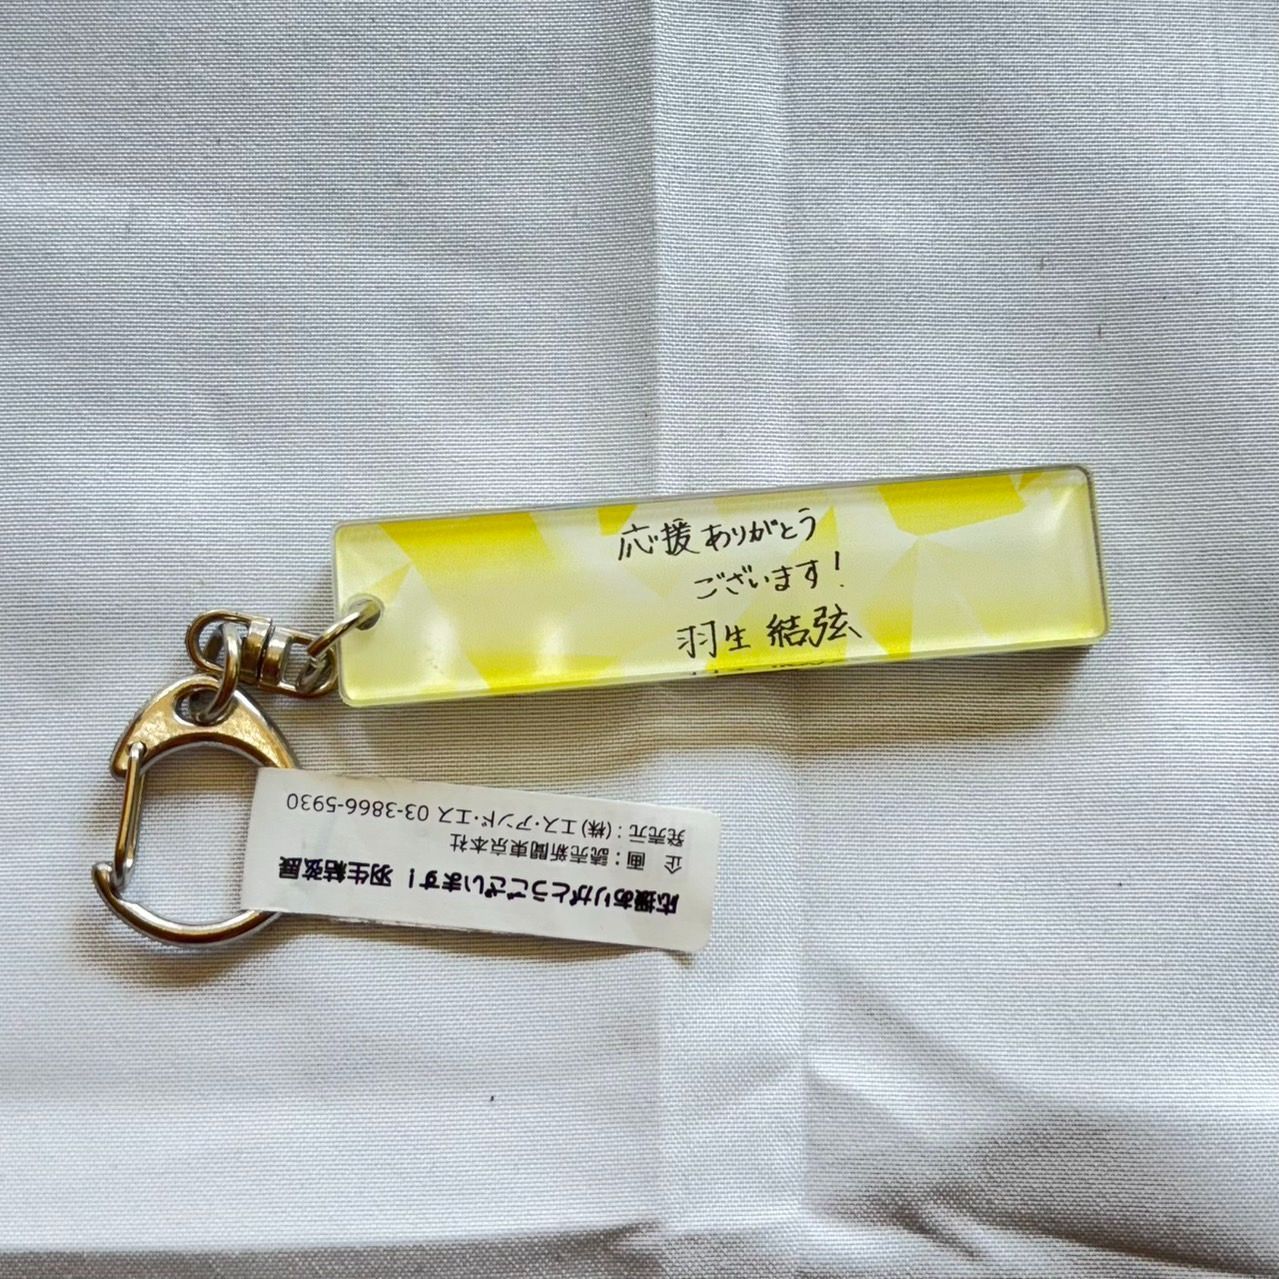 応援ありがとう
ございます!
羽生結弦
応援ありがとうございます! 羽生結弦展
企 画:読売新聞東京本社
発売元:(株)エス・アンド・エス 03-3866-5930